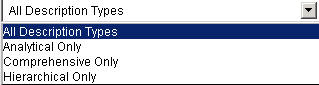 All Description Types
All Description Types
Analytical Only
Comprehensive Only
Hierarchical Only